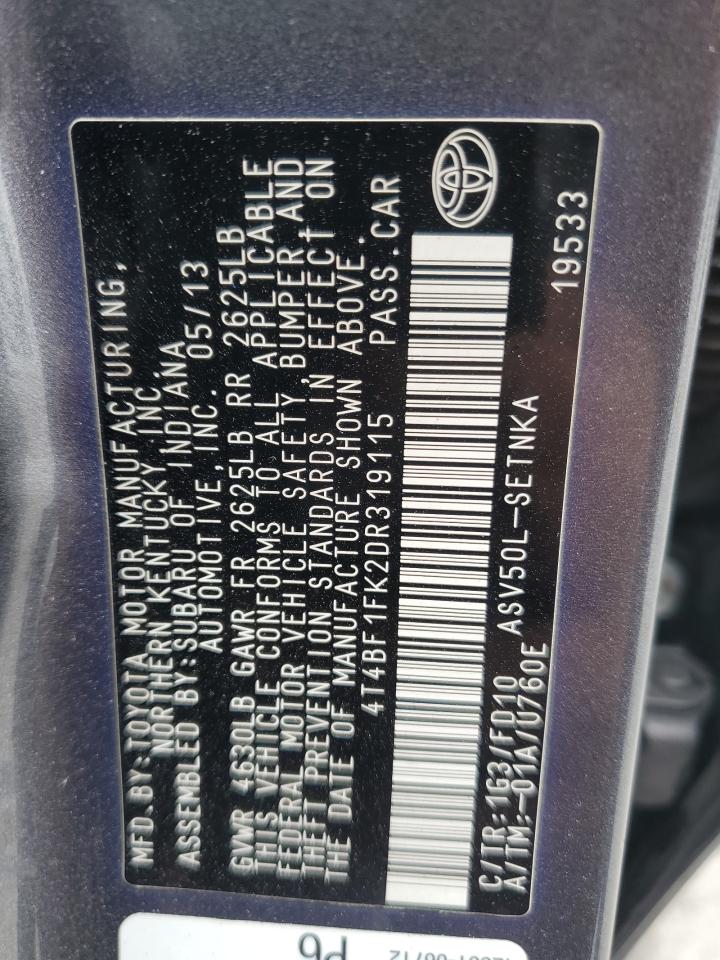 MFD. BY: TOYOTA MOTOR MANUFACTURING,
NORTHERN KENTUCKY, INC.
ASSEMBLED BY: SUBARU OF INDIANA
AUTOMOTIVE, INC. 05/13
GVWR 4630LB GAWR FR 2625LB RR 2625LB
THIS VEHICLE CONFORMS TO ALL APPLICABLE
FEDERAL MOTOR VEHICLE SAFETY, BUMPER AND
THEFT PREVENTION STANDARDS IN EFFECT ON
THE DATE OF MANUFACTURE SHOWN ABOVE.
4T4BF1FK2DR319115 PASS. CAR
C/TR: 1G3/FD10 ASV50L-SETNKA
A/TM: -01A/U760E
19533
P6